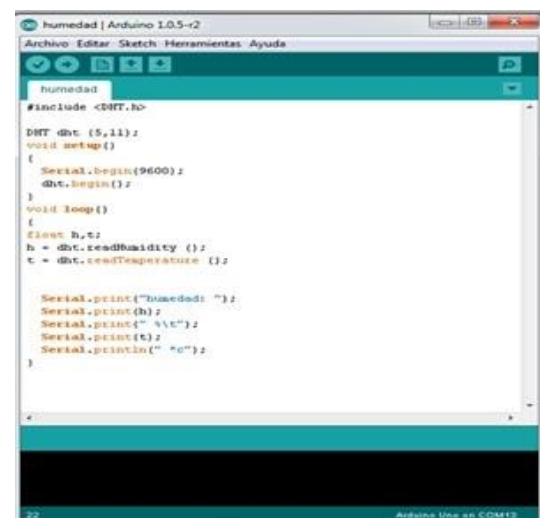 humedad | Arduino 1.0.5-r2
Archivo Editar Sketch Herramientas Ayuda
humedad
#include <DHT.h>
DHT dht (5,11);
void setup()
{
Serial.begin(9600);
dht.begin();
}
void loop()
{
float h,t;
h = dht.readHumidity ();
t = dht.readTemperature ();
Serial.print("humedad: ");
Serial.print(h);
Serial.print(" %\t");
Serial.print(t);
Serial.println(" *c");
}
22
Arduino Uno en COM13